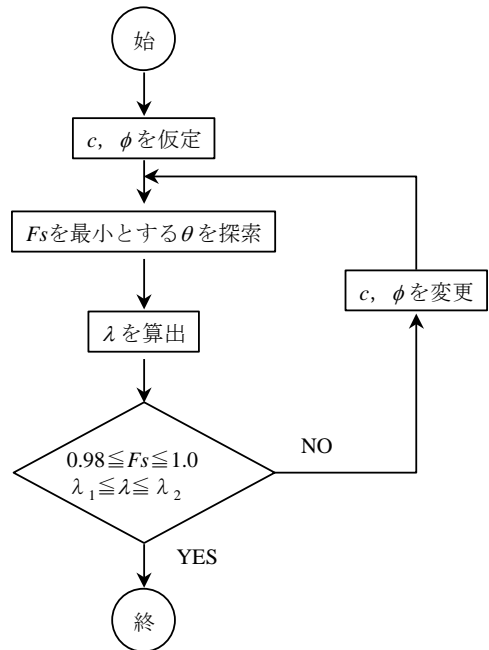 始
c, φを仮定
Fsを最小とするθを探索
c, φを変更
λを算出
NO
0.98≦Fs≦1.0
λ1≦λ≦λ2
YES
終